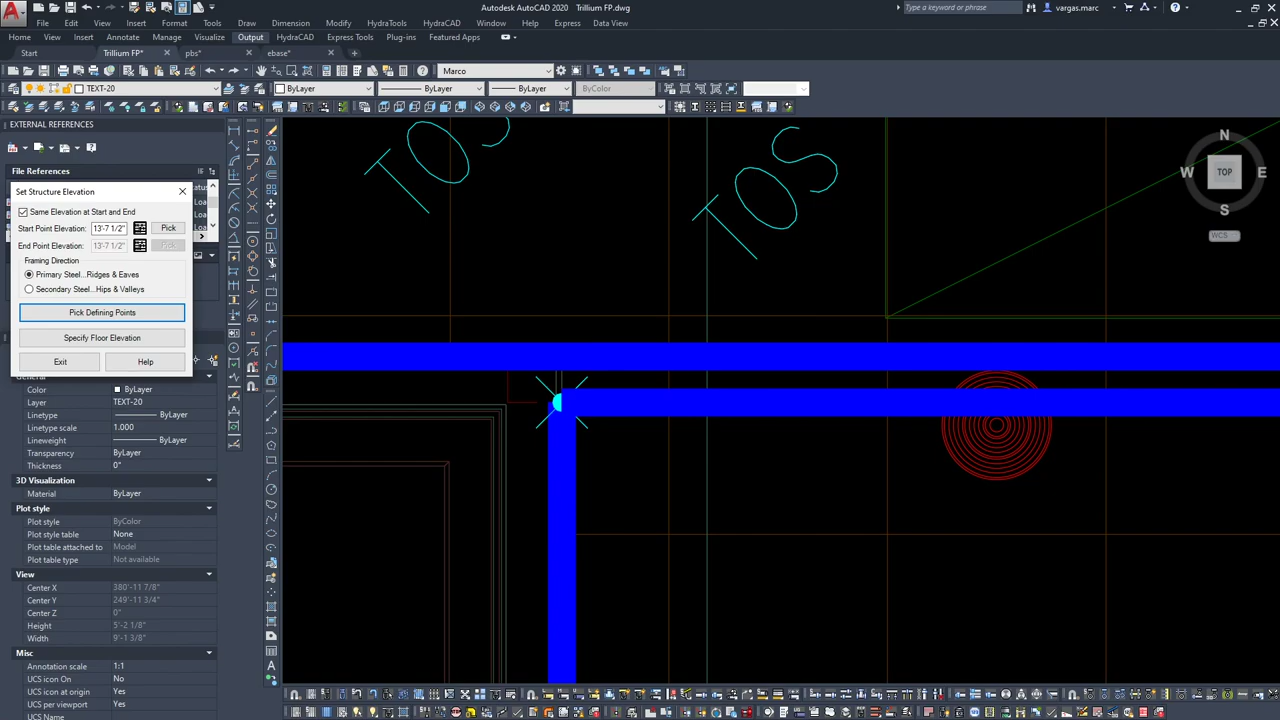 Autodesk AutoCAD 2020   Trillium FP.dwg
Type a keyword or phrase
vargas.marc
File Edit View Insert Format Tools Draw Dimension Modify HydraTools HydraCAD Window Help Express Data View
Home View Insert Annotate Manage Visualize Collaborate Output HydraCAD Express Tools Plug-ins Utility Featured Apps
Start Trillium FP* pbs* ebase*
Marco
TEXT-20 ByLayer ByLayer ByLayer ByColor
EXTERNAL REFERENCES
File References
Set Structure Elevation
Same Elevation at Start and End
Start Point Elevation: 13'-7 1/2" Pick
End Point Elevation: 13'-7 1/2" Pick
Framing Direction
Primary Steel...Ridges & Eaves
Secondary Steel...Hips & Valleys
Pick Defining Points
Specify Floor Elevation
Exit Help
General
Color ByLayer
Layer TEXT-20
Linetype ByLayer
Linetype scale 1.000
Lineweight ByLayer
Transparency ByLayer
Thickness 0"
3D Visualization
Material ByLayer
Plot style
Plot style ByColor
Plot style table None
Plot table attached to Model
Plot table type Not available
View
Center X 380'-11 7/8"
Center Y 249'-11 3/4"
Center Z 0"
Height 5'-2 1/8"
Width 9'-1 3/8"
Misc
Annotation scale 1:1
UCS icon On No
UCS icon at origin Yes
UCS per viewport Yes
UCS Name
TOS
TOS
N
W TOP E
S
WCS